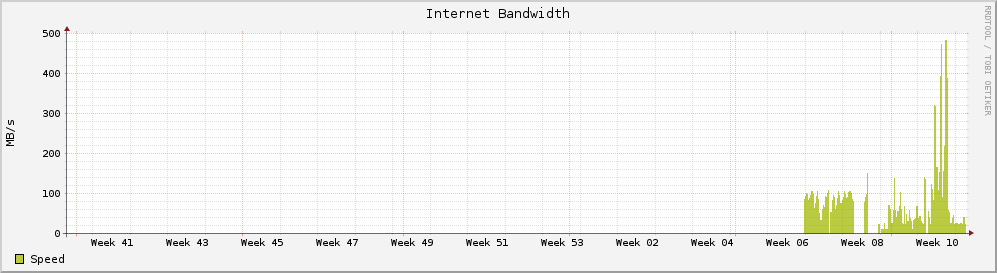 Internet Bandwidth
RRDTOOL / TOBI OETIKER
MB/s
500
400
300
200
100
0
Week 41 Week 43 Week 45 Week 47 Week 49 Week 51 Week 53 Week 02 Week 04 Week 06 Week 08 Week 10
Speed